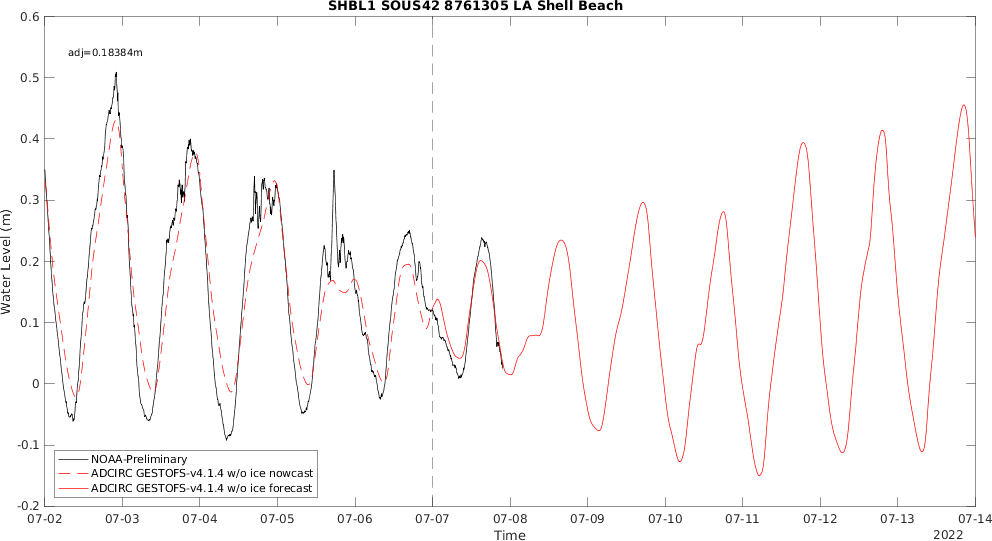 SHBL1 SOUS42 8761305 LA Shell Beach
adj=0.18384m
0.6
0.5
0.4
0.3
0.2
0.1
0
-0.1
-0.2
Water Level (m)
NOAA-Preliminary
ADCIRC GESTOFS-v4.1.4 w/o ice nowcast
ADCIRC GESTOFS-v4.1.4 w/o ice forecast
07-02 07-03 07-04 07-05 07-06 07-07 07-08 07-09 07-10 07-11 07-12 07-13 07-14
Time
2022